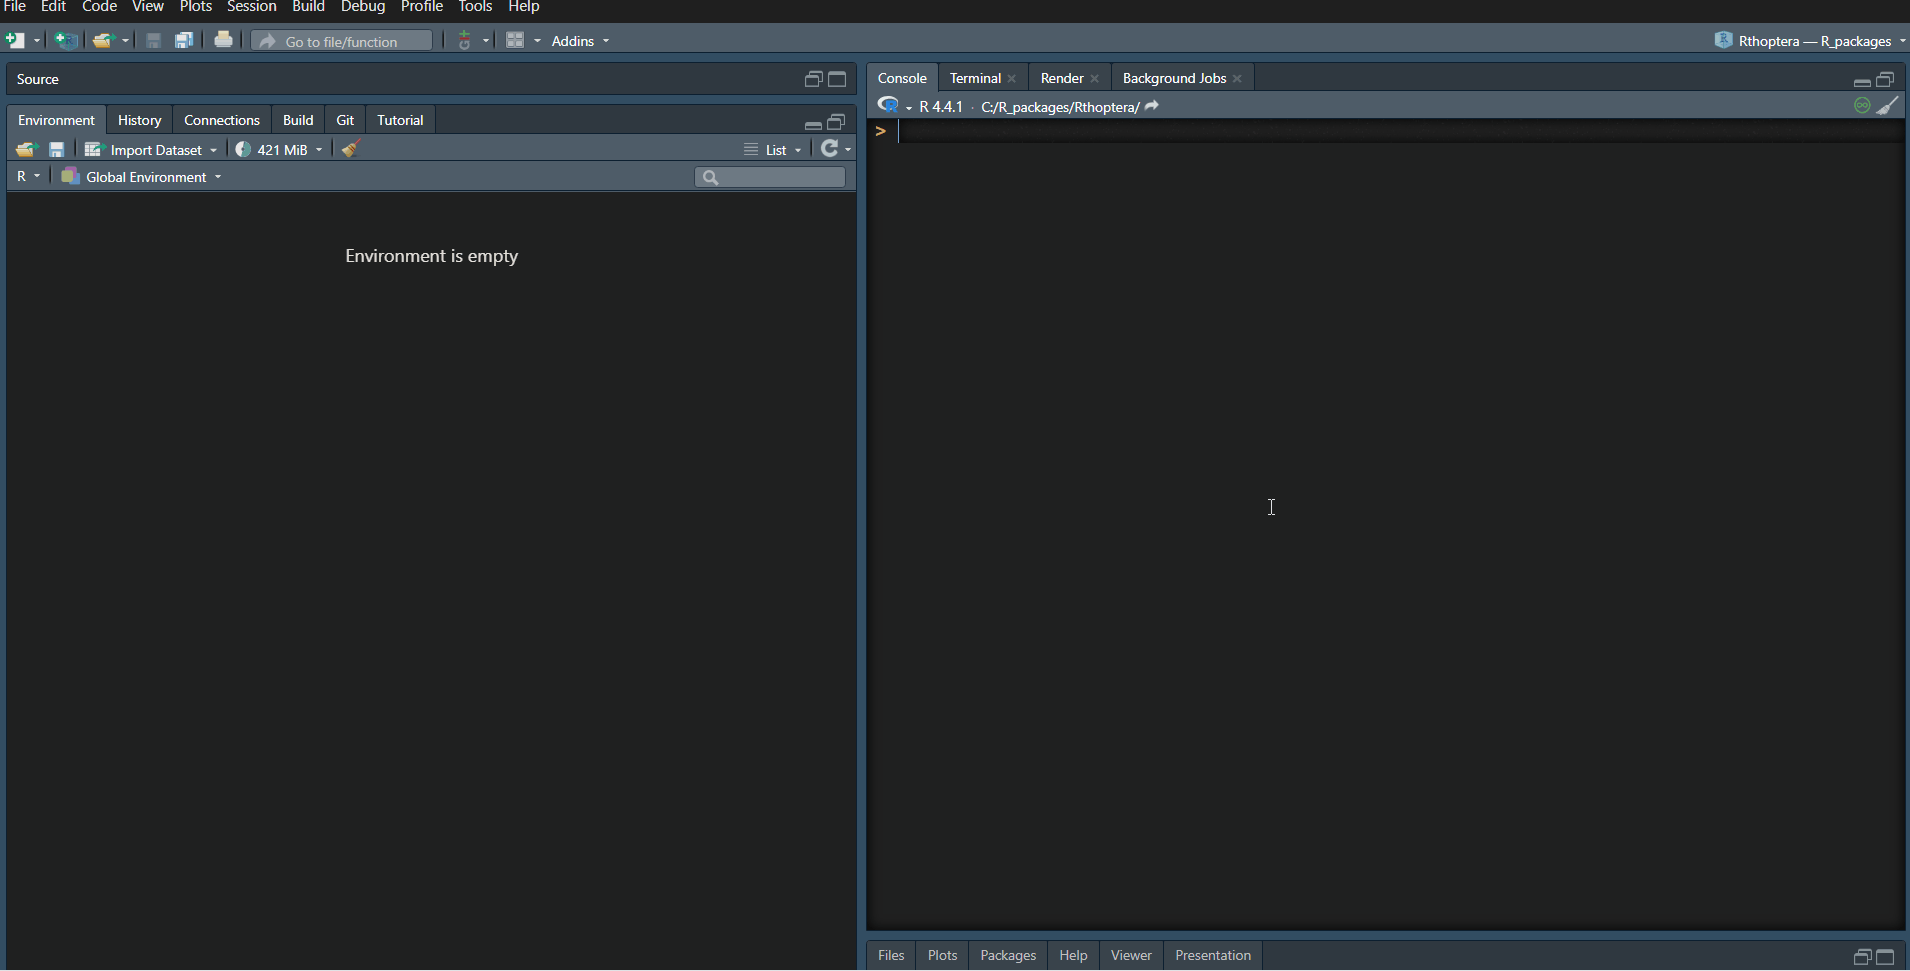 File Edit Code View Plots Session Build Debug Profile Tools Help
Go to file/function Addins Rthoptera — R_packages
Source
Environment History Connections Build Git Tutorial
Import Dataset 421 MiB List
R Global Environment
Environment is empty
Console Terminal Render Background Jobs
R 4.4.1 · C:/R_packages/Rthoptera/
>
Files Plots Packages Help Viewer Presentation